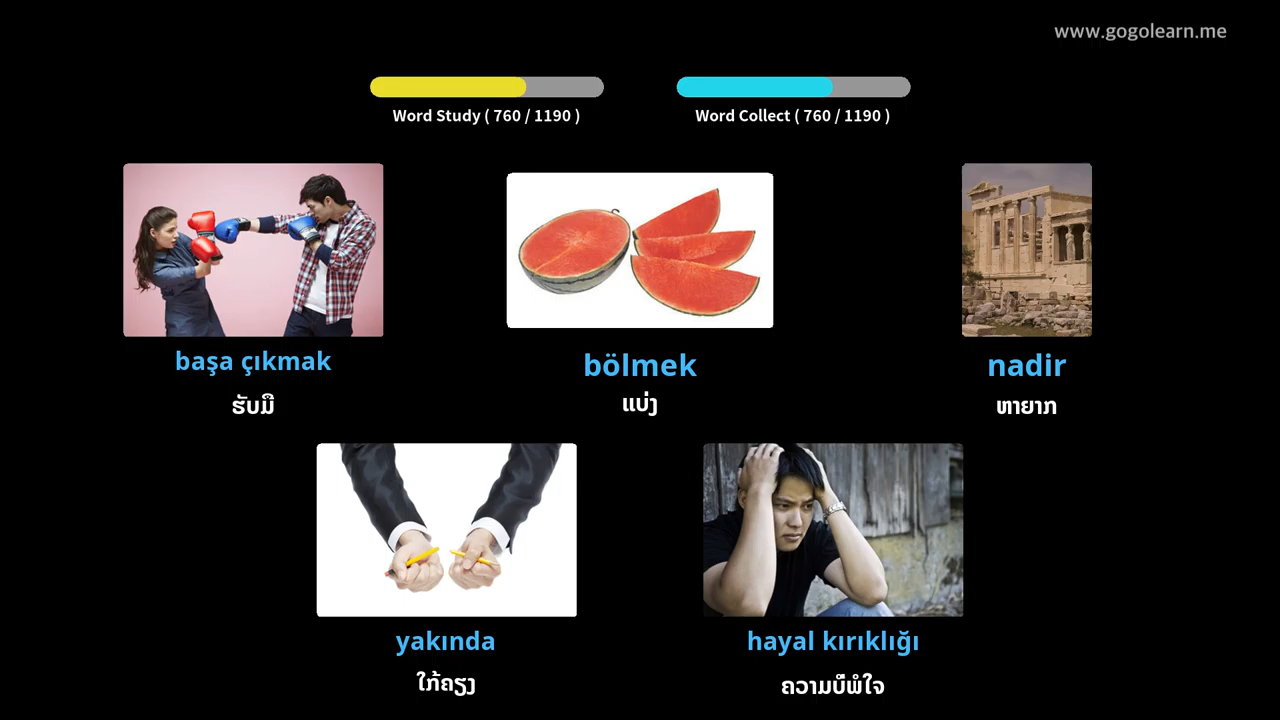 www.gogolearn.me
Word Study ( 760 / 1190 )
Word Collect ( 760 / 1190 )
başa çıkmak
ຮັບມື
bölmek
ແບ່ງ
nadir
ຫາຍາກ
yakında
ໃກ້ຄຽງ
hayal kırıklığı
ຄວາມບໍ່ພໍໃຈ